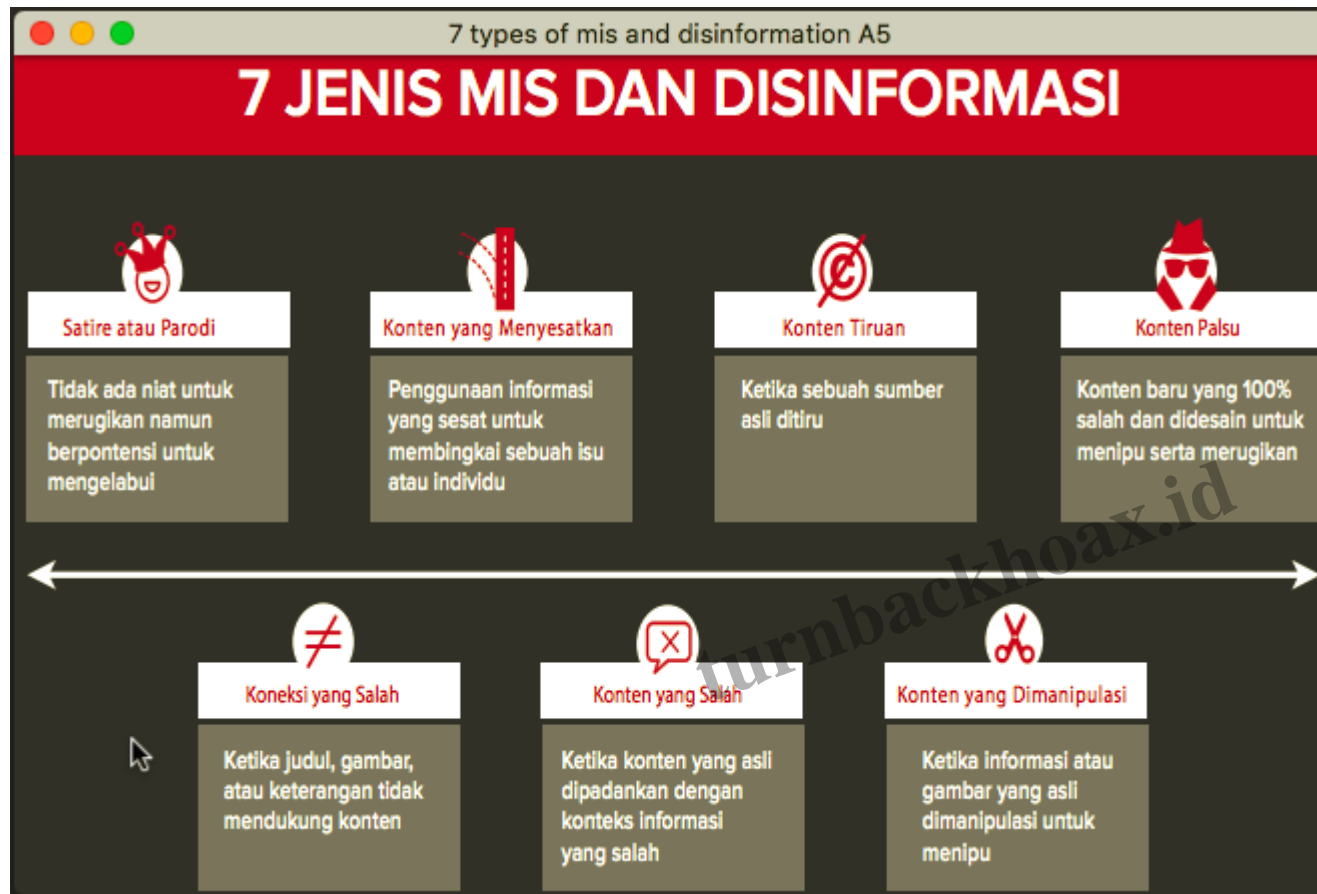 7 types of mis and disinformation A5
7 JENIS MIS DAN DISINFORMASI
Satire atau Parodi
Tidak ada niat untuk
merugikan namun
berpotensi untuk
mengelabui
Konten yang Menyesatkan
Penggunaan informasi
yang sesat untuk
membingkai sebuah isu
atau individu
Konten Tiruan
Ketika sebuah sumber
asli ditiru
Konten Palsu
Konten baru yang 100%
salah dan didesain untuk
menipu serta merugikan
Koneksi yang Salah
Ketika judul, gambar,
atau keterangan tidak
mendukung konten
Konten yang Salah
Ketika konten yang asli
dipadankan dengan
konteks informasi
yang salah
Konten yang Dimanipulasi
Ketika informasi atau
gambar yang asli
dimanipulasi untuk
menipu
turnbackhoax.id